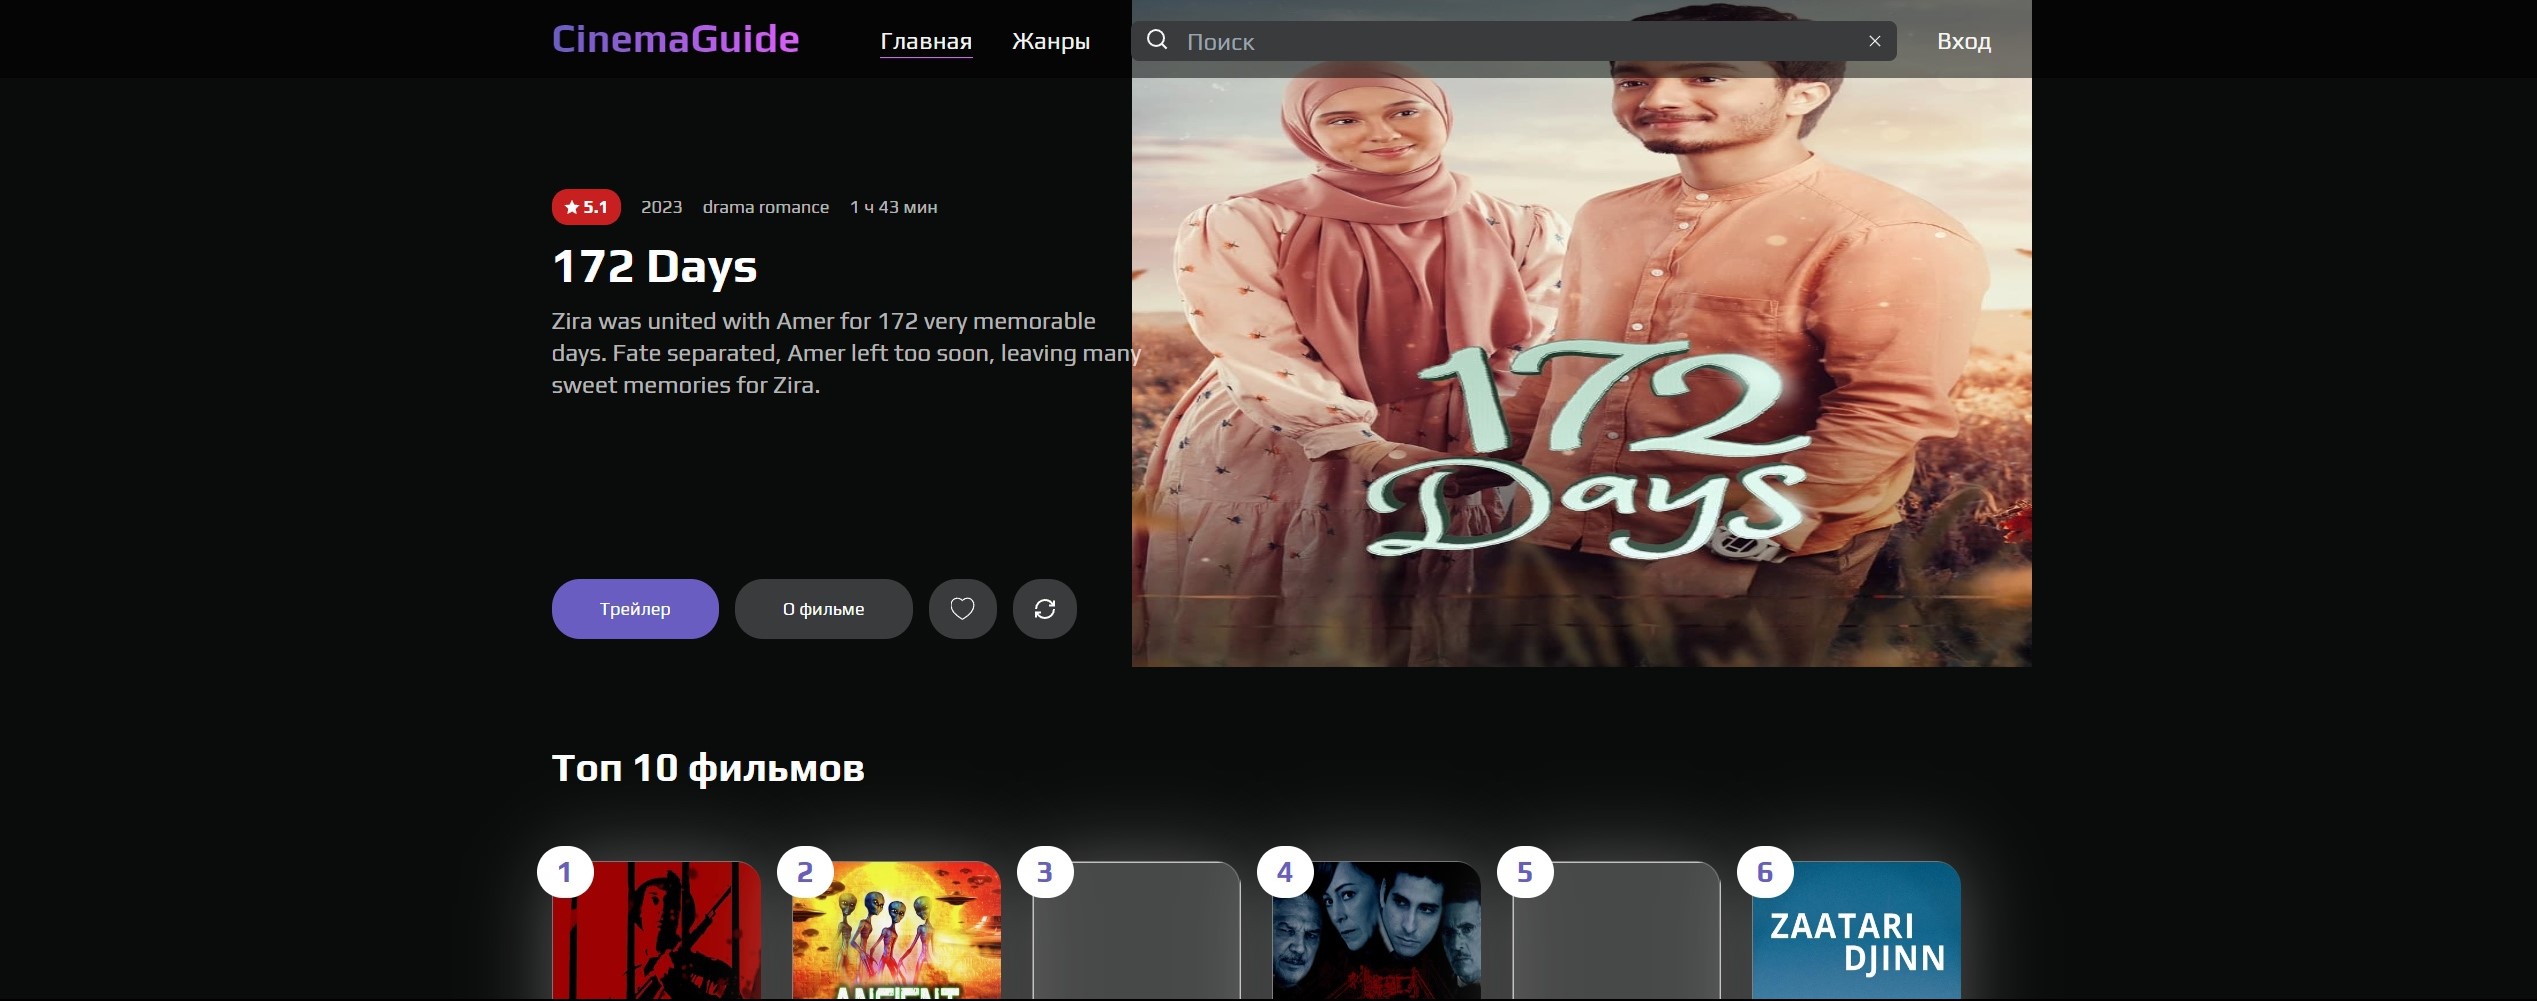 CinemaGuide
Главная
Жанры
Поиск
Вход
5.1
2023
drama romance
1 ч 43 мин
172 Days
Zira was united with Amer for 172 very memorable
days. Fate separated, Amer left too soon, leaving many
sweet memories for Zira.
172
Days
Трейлер
О фильме
Топ 10 фильмов
1
2
3
4
5
6
ANCIENT
ZAATARI
DJINN